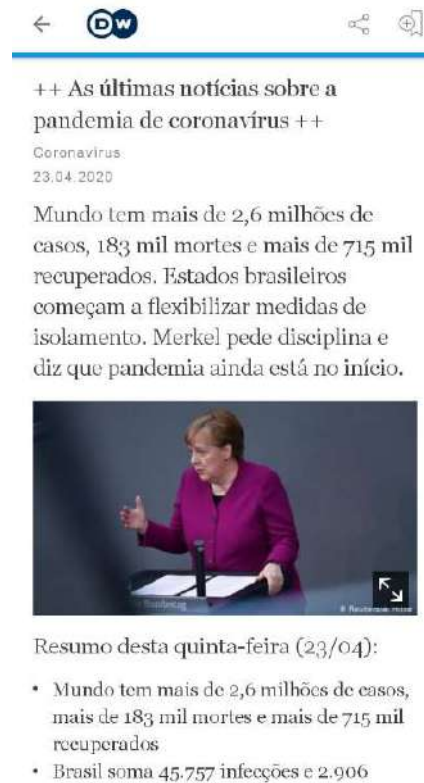 DW
++ As últimas notícias sobre a
pandemia de coronavírus ++
Coronavírus
23.04.2020
Mundo tem mais de 2,6 milhões de
casos, 183 mil mortes e mais de 715 mil
recuperados. Estados brasileiros
começam a flexibilizar medidas de
isolamento. Merkel pede disciplina e
diz que pandemia ainda está no início.
Bundestag
Resumo desta quinta-feira (23/04):
• Mundo tem mais de 2,6 milhões de casos,
mais de 183 mil mortes e mais de 715 mil
recuperados
• Brasil soma 45.757 infecções e 2.906